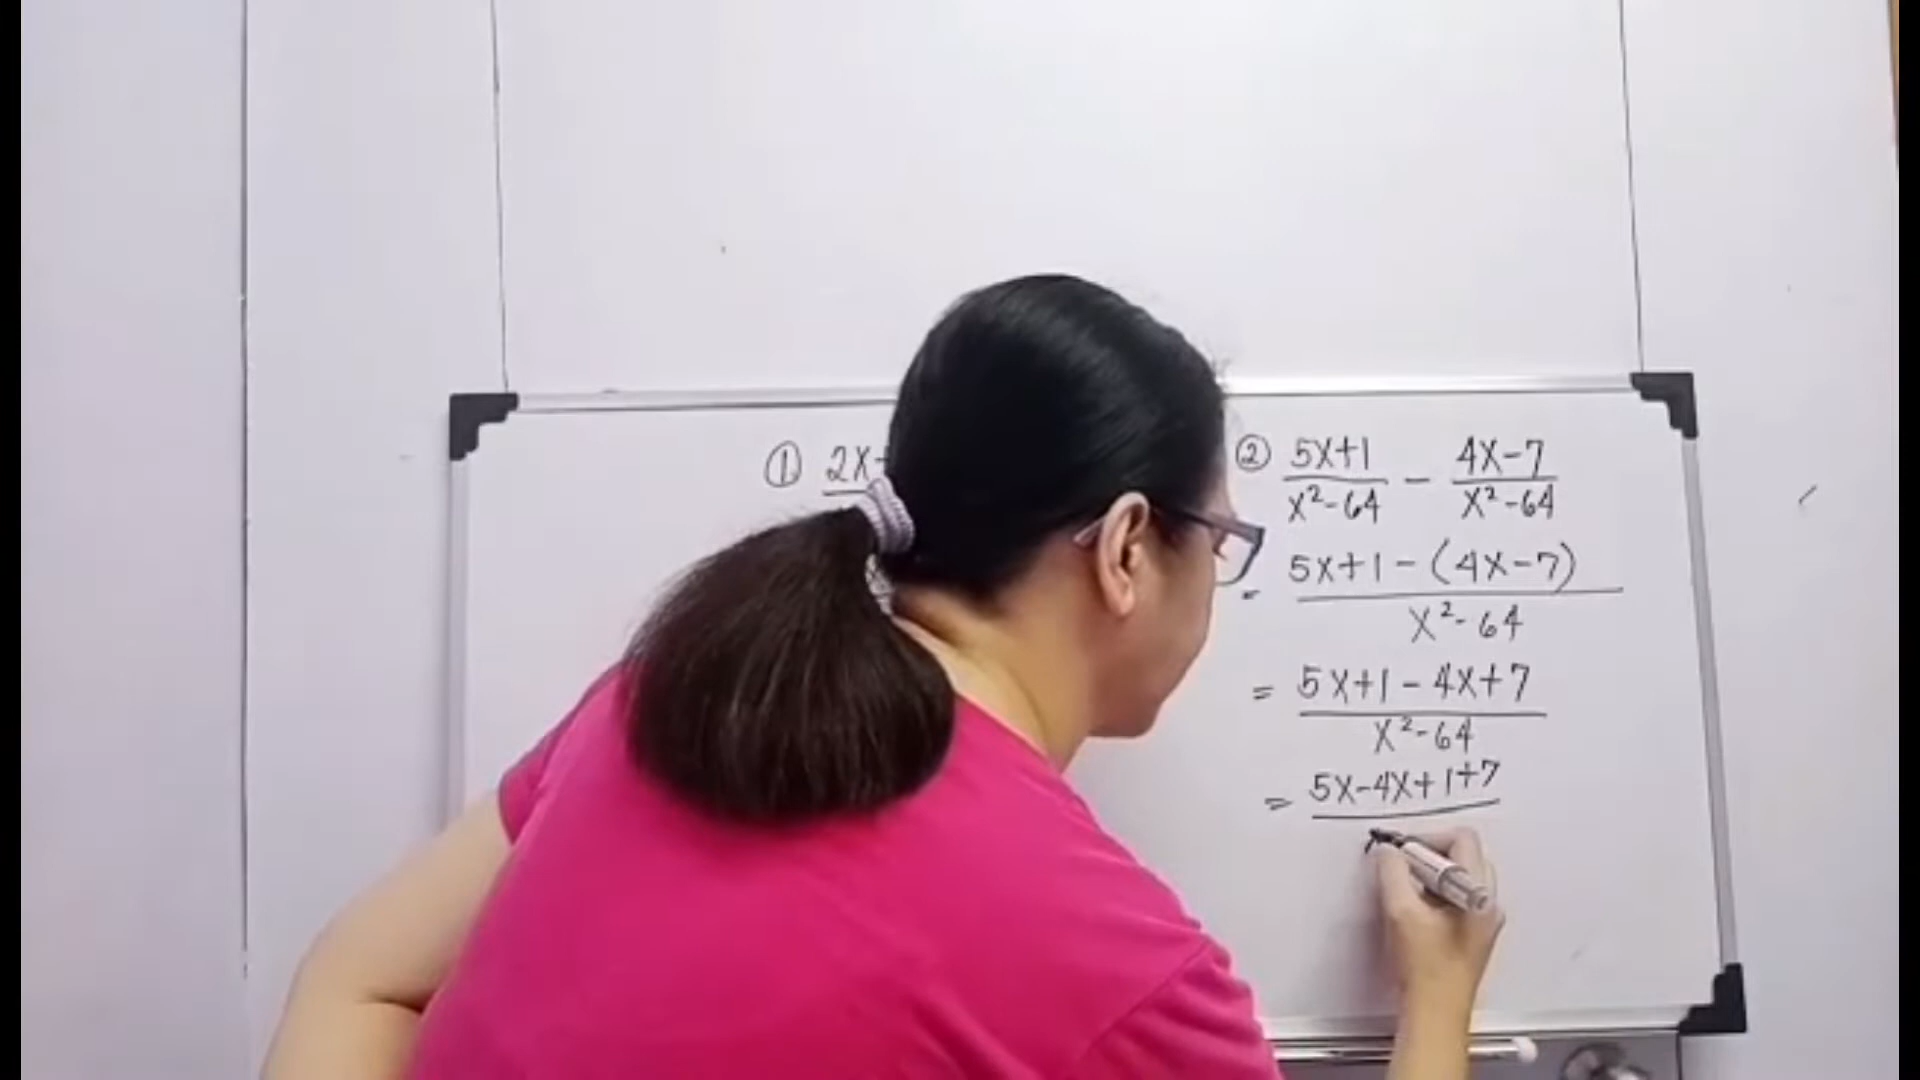 ① 2X+
② 5X+1 / X²-64 - 4X-7 / X²-64
= 5X+1-(4X-7) / X²-64
= 5X+1-4X+7 / X²-64
= 5X-4X+1+7 / X